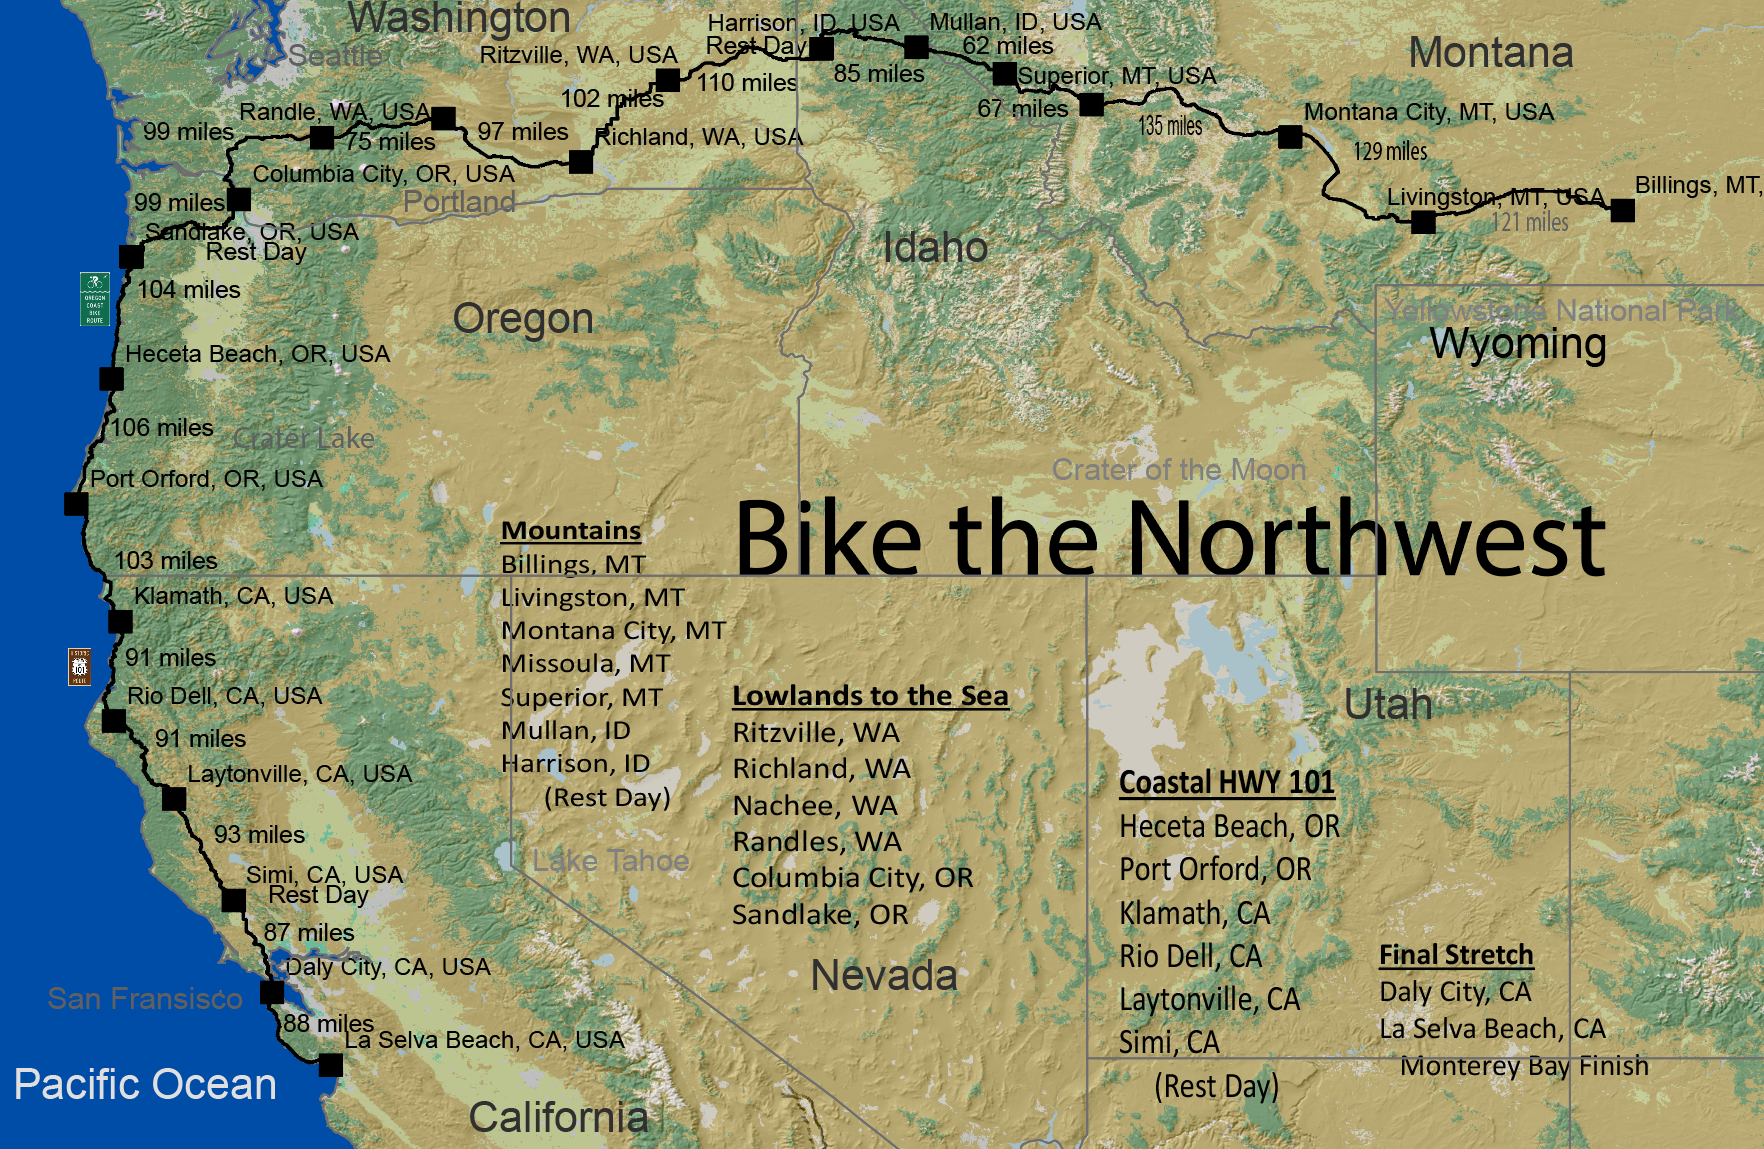 Washington
Seattle
Harrison, ID, USA
Rest Day
Mullan, ID, USA
62 miles
Montana
Ritzville, WA, USA
110 miles
85 miles
Superior, MT, USA
67 miles
135 miles
Montana City, MT, USA
129 miles
Randle, WA, USA
99 miles
75 miles
97 miles
102 miles
Richland, WA, USA
Columbia City, OR, USA
Portland
99 miles
Livingston, MT, USA
121 miles
Billings, MT,
Sandlake, OR, USA
Rest Day
104 miles
OREGON
COAST
BIKE
ROUTE
Idaho
Oregon
Yellowstone National Park
Wyoming
Heceta Beach, OR, USA
106 miles
Crater Lake
Crater of the Moon
Port Orford, OR, USA
Bike the Northwest
103 miles
Klamath, CA, USA
91 miles
HISTORIC
101
ROUTE
Rio Dell, CA, USA
91 miles
Laytonville, CA, USA
93 miles
Simi, CA, USA
Rest Day
87 miles
Daly City, CA, USA
San Fransisco
88 miles
La Selva Beach, CA, USA
Pacific Ocean
California
Mountains
Billings, MT
Livingston, MT
Montana City, MT
Missoula, MT
Superior, MT
Mullan, ID
Harrison, ID
(Rest Day)
Lake Tahoe
Lowlands to the Sea
Ritzville, WA
Richland, WA
Nachee, WA
Randles, WA
Columbia City, OR
Sandlake, OR
Nevada
Utah
Coastal HWY 101
Heceta Beach, OR
Port Orford, OR
Klamath, CA
Rio Dell, CA
Laytonville, CA
Simi, CA
(Rest Day)
Final Stretch
Daly City, CA
La Selva Beach, CA
Monterey Bay Finish